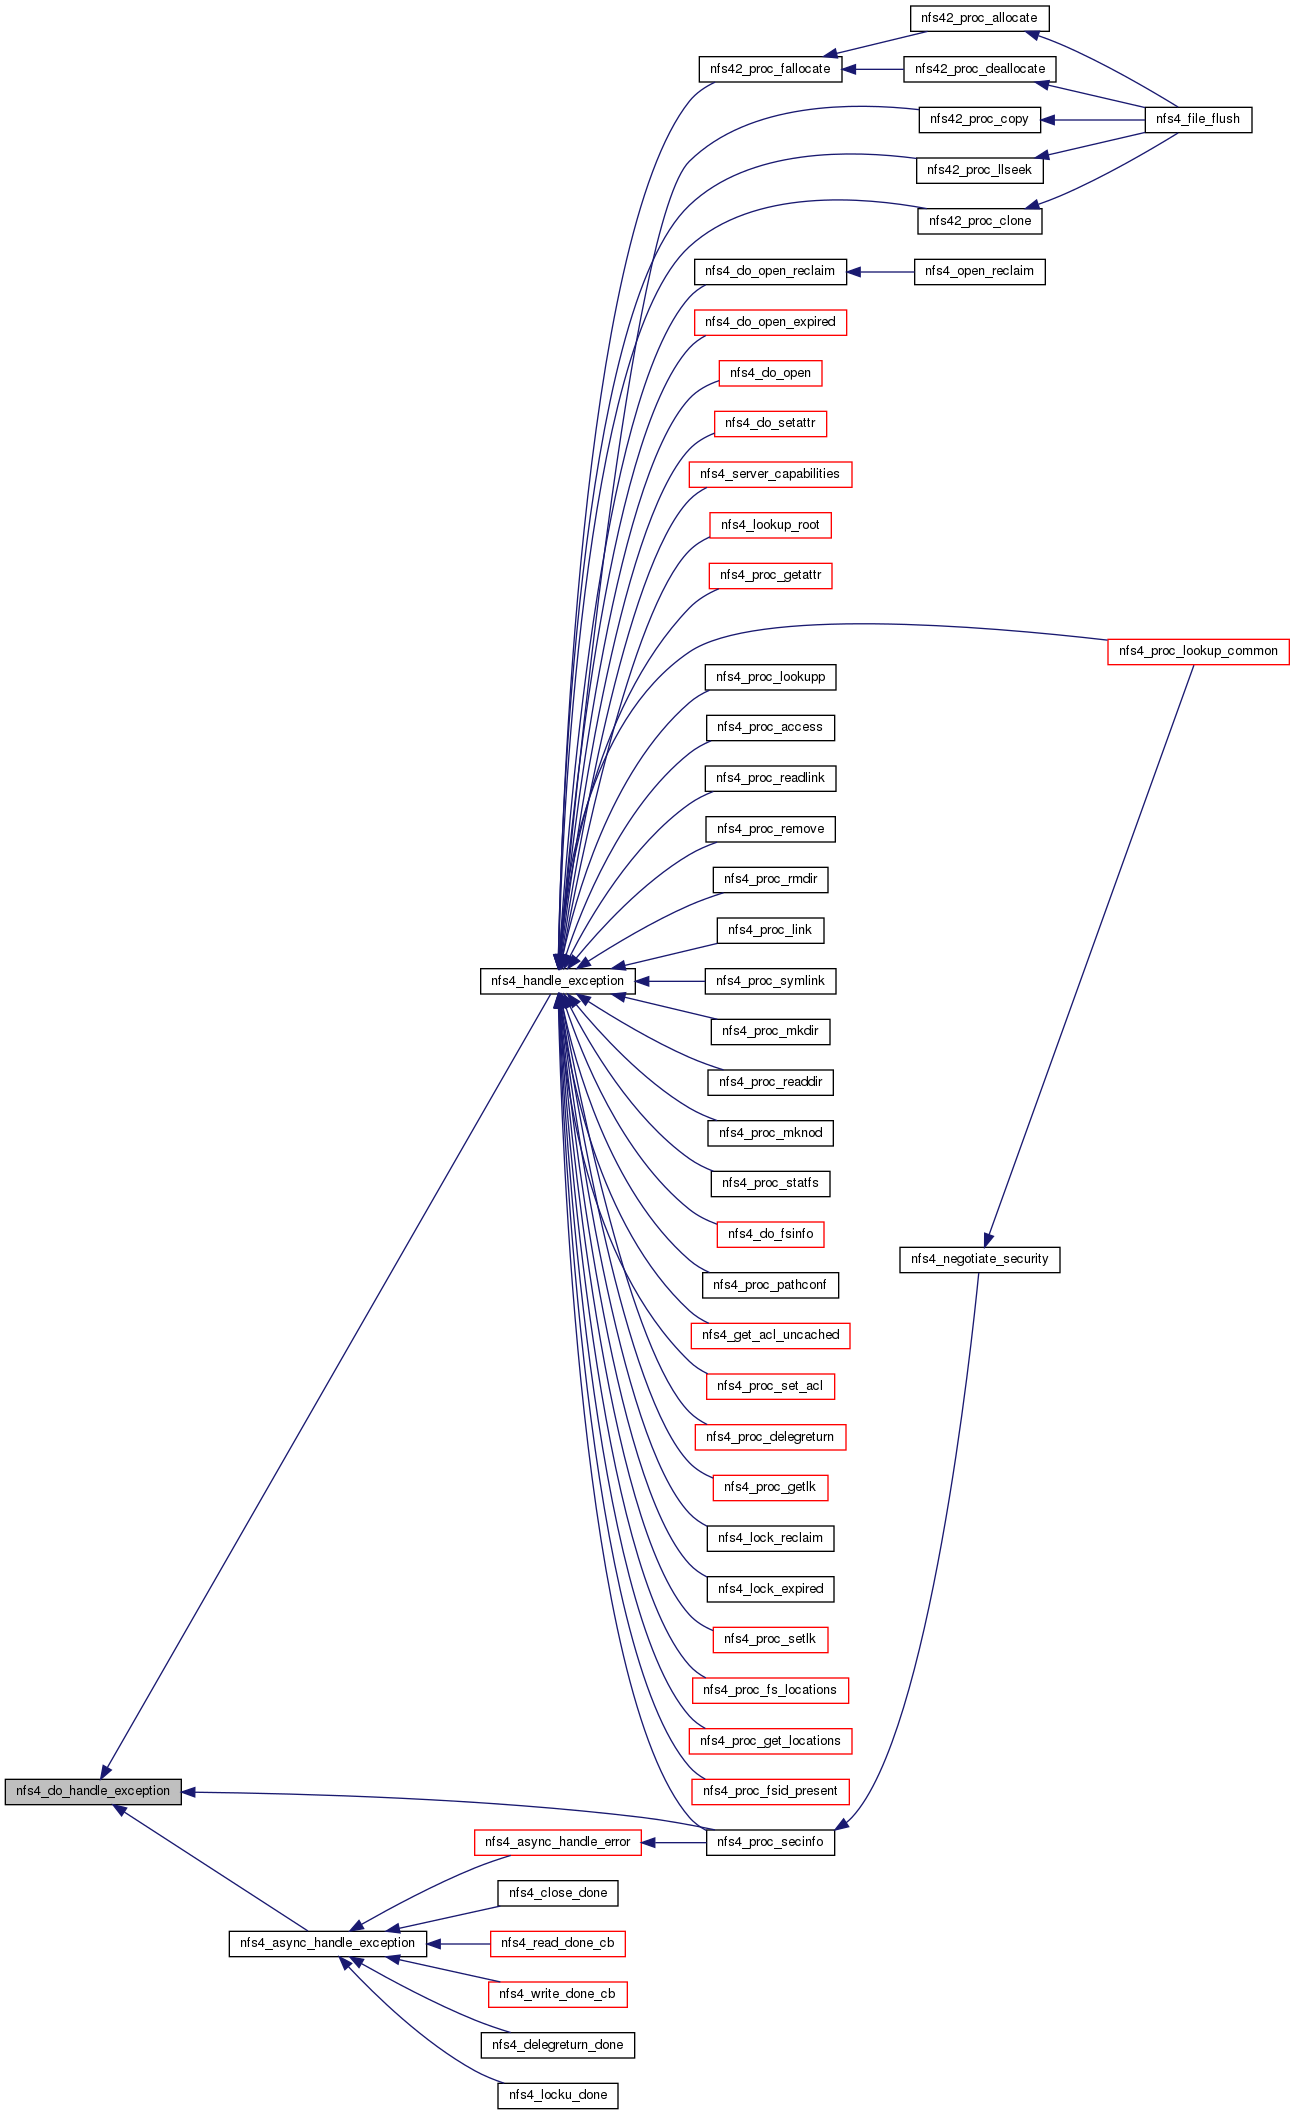 nfs42_proc_allocate
nfs42_proc_fallocate
nfs42_proc_deallocate
nfs42_proc_copy
nfs4_file_flush
nfs42_proc_llseek
nfs42_proc_clone
nfs4_do_open_reclaim
nfs4_open_reclaim
nfs4_do_open_expired
nfs4_do_open
nfs4_do_setattr
nfs4_server_capabilities
nfs4_lookup_root
nfs4_proc_getattr
nfs4_proc_lookup_common
nfs4_proc_lookupp
nfs4_proc_access
nfs4_proc_readlink
nfs4_proc_remove
nfs4_proc_rmdir
nfs4_proc_link
nfs4_handle_exception
nfs4_proc_symlink
nfs4_proc_mkdir
nfs4_proc_readdir
nfs4_proc_mknod
nfs4_proc_statfs
nfs4_do_fsinfo
nfs4_negotiate_security
nfs4_proc_pathconf
nfs4_get_acl_uncached
nfs4_proc_set_acl
nfs4_proc_delegreturn
nfs4_proc_getlk
nfs4_lock_reclaim
nfs4_lock_expired
nfs4_proc_setlk
nfs4_proc_fs_locations
nfs4_proc_get_locations
nfs4_do_handle_exception
nfs4_proc_fsid_present
nfs4_async_handle_error
nfs4_proc_secinfo
nfs4_close_done
nfs4_async_handle_exception
nfs4_read_done_cb
nfs4_write_done_cb
nfs4_delegreturn_done
nfs4_locku_done